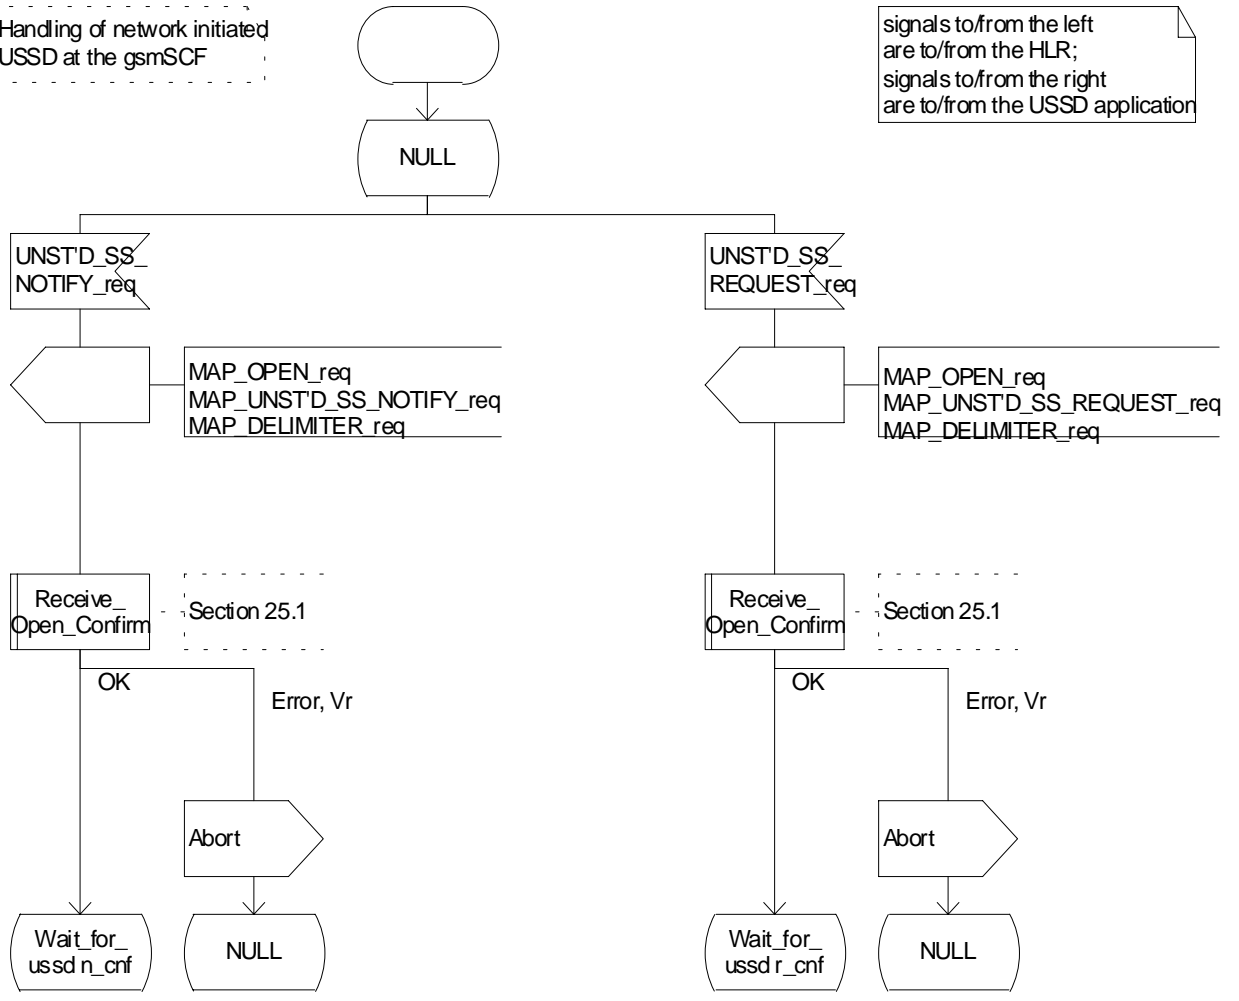 Handling of network initiated
USSD at the gsmSCF
signals to/from the left
are to/from the HLR;
signals to/from the right
are to/from the USSD application
NULL
UNST'D_SS_
NOTIFY_req
UNST'D_SS_
REQUEST_req
MAP_OPEN_req
MAP_UNST'D_SS_NOTIFY_req
MAP_DELIMITER_req
MAP_OPEN_req
MAP_UNST'D_SS_REQUEST_req
MAP_DELIMITER_req
Receive_
Open_Confirm
Section 25.1
Receive_
Open_Confirm
Section 25.1
OK
Error, Vr
OK
Error, Vr
Abort
Abort
Wait_for_
ussd n_cnf
NULL
Wait_for_
ussd r_cnf
NULL